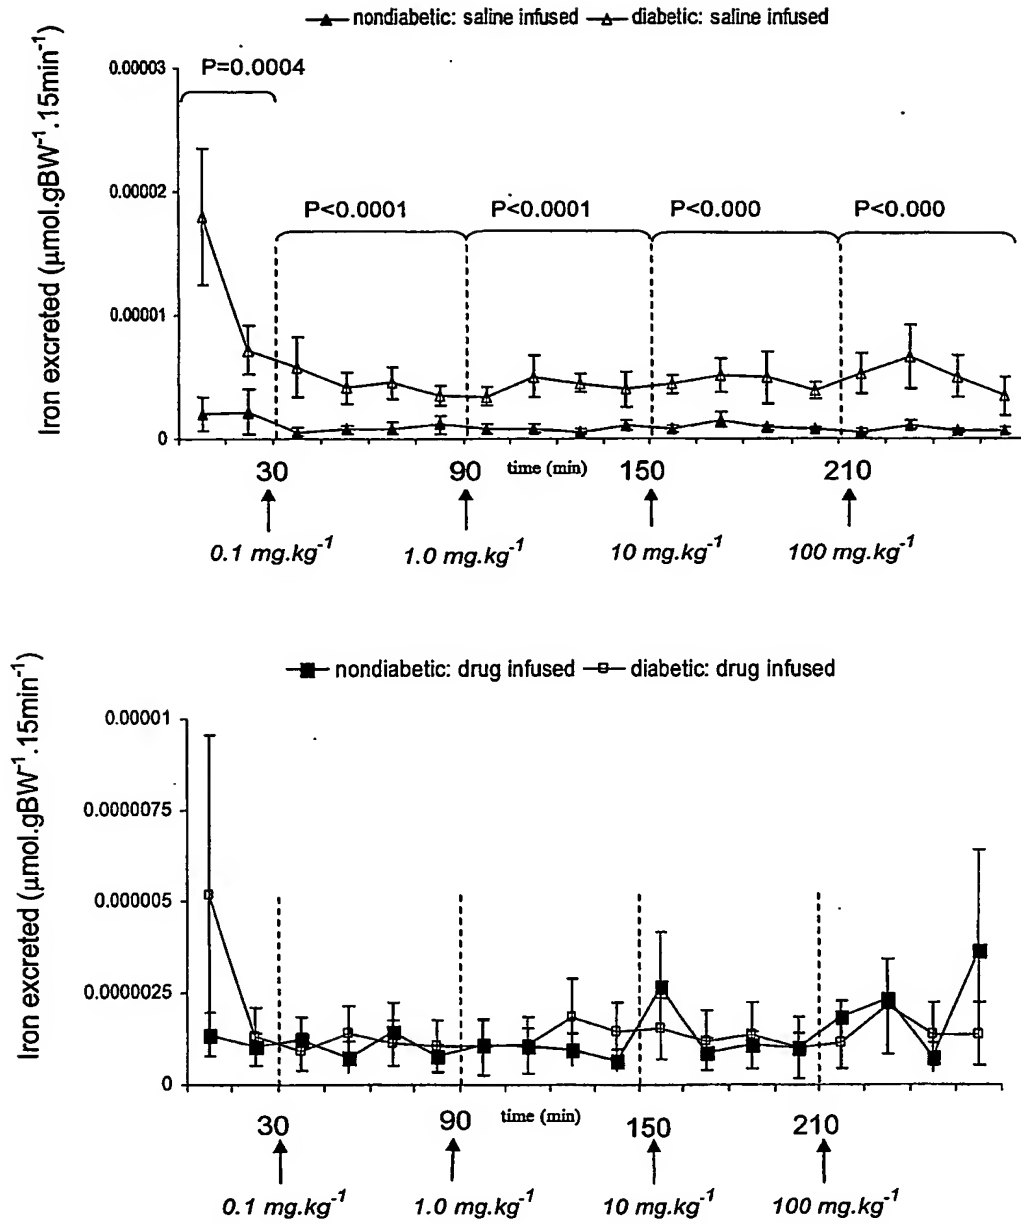 nondiabetic: saline infused diabetic: saline infused
Iron excreted (µmol.gBW⁻¹.15min⁻¹)
0.00003
P=0.0004
0.00002
P<0.0001 P<0.0001 P<0.000 P<0.000
0.00001
0
30 90 time (min) 150 210
0.1 mg.kg⁻¹ 1.0 mg.kg⁻¹ 10 mg.kg⁻¹ 100 mg.kg⁻¹
nondiabetic: drug infused diabetic: drug infused
Iron excreted (µmol.gBW⁻¹.15min⁻¹)
0.00001
0.0000075
0.000005
0.0000025
0
30 90 time (min) 150 210
0.1 mg.kg⁻¹ 1.0 mg.kg⁻¹ 10 mg.kg⁻¹ 100 mg.kg⁻¹